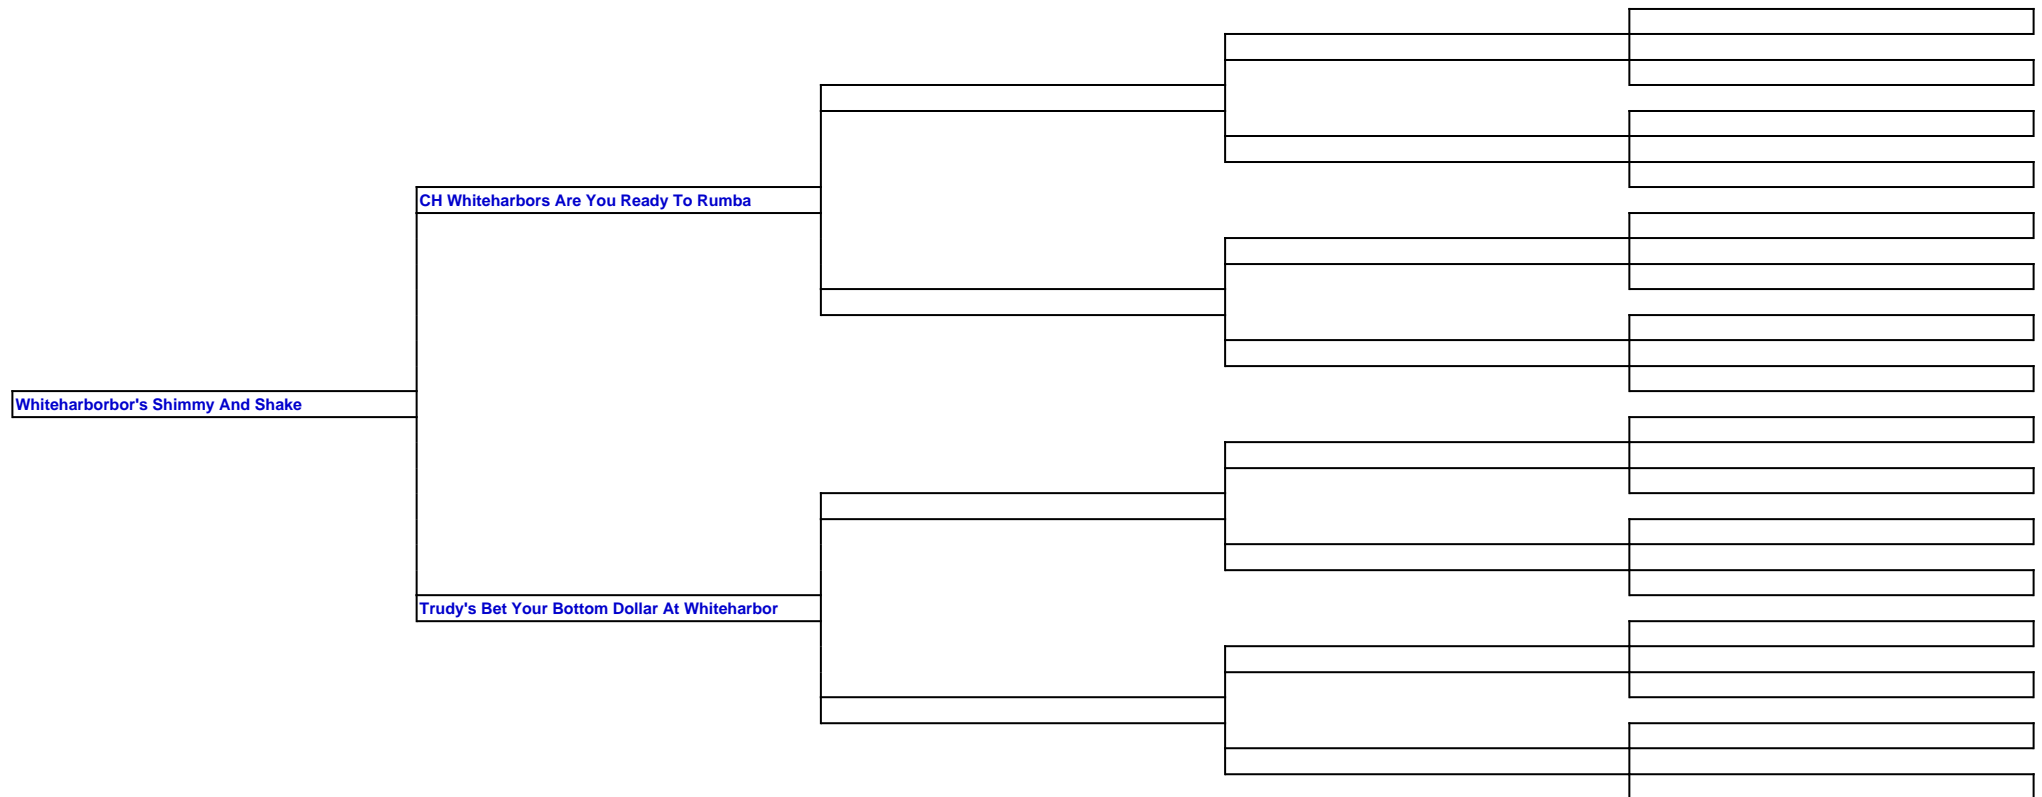 CH Whiteharbors Are You Ready To Rumba
Whiteharborbor's Shimmy And Shake
Trudy's Bet Your Bottom Dollar At Whiteharbor